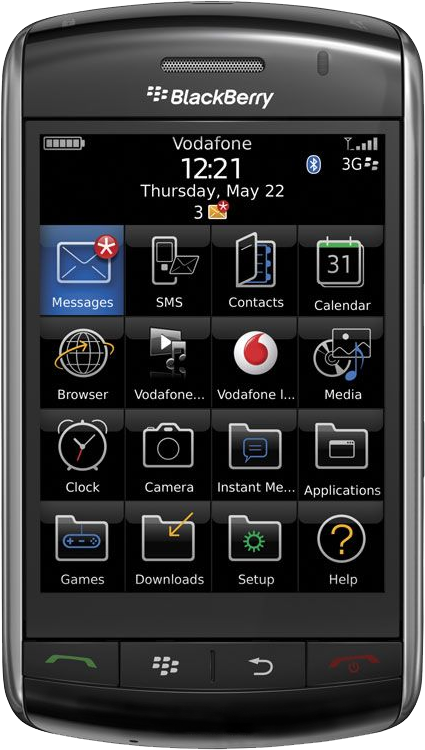 BlackBerry
Vodafone
12:21
3G
Thursday, May 22
3
31
Messages SMS Contacts Calendar
Browser Vodafone... Vodafone l... Media
Clock Camera Instant Me... Applications
Games Downloads Setup Help